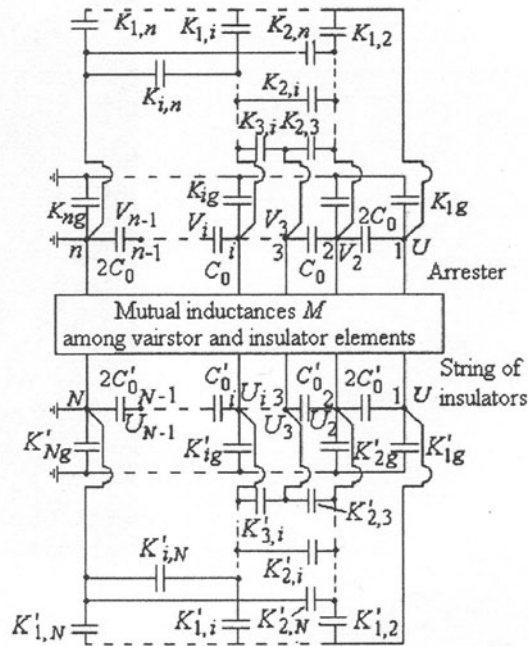 K1,n K1,i K2,n K1,2
Ki,n K2,i
K3,i K2,3
Kng Kig K1g
Vn-1 Vi V3 2C0
n n-1 i 3 2 V2 1 U
2C0 C0 C0
Arrester
Mutual inductances M
among vairstor and insulator elements
String of
insulators
N 2C'0 N-1 C'0 i Ui 3 C'0 2 2C'0 1 U
UN-1 U3 U2
K'Ng K'ig K'2g K'1g
K'3,i K'2,3
K'i,N K'2,i
K'1,N K'1,i K'2,N K'1,2